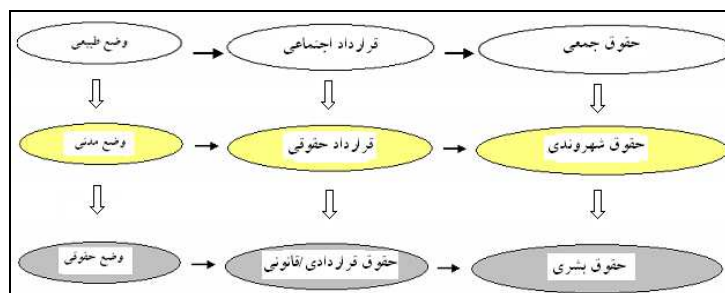 وضع طبیعی
قرارداد اجتماعی
حقوق جمعی
وضع مدنی
قرارداد حقوقی
حقوق شهروندی
وضع حقوقی
حقوق قراردادی/قانونی
حقوق بشری